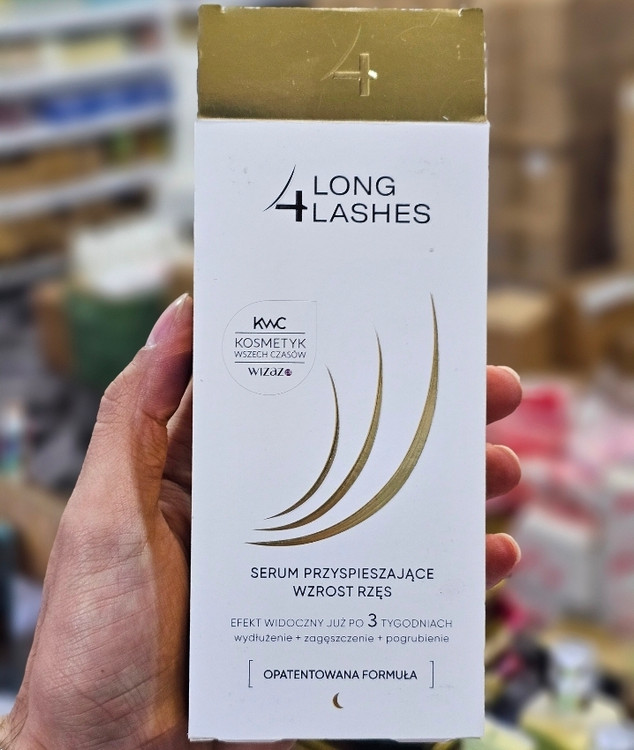 4
4 LONG
LASHES
KWC
KOSMETYK
WSZECH CZASÓW
wizaz
SERUM PRZYSPIESZAJĄCE
WZROST RZĘS
EFEKT WIDOCZNY JUŻ PO 3 TYGODNIACH
wydłużenie + zagęszczenie + pogrubienie
[ OPATENTOWANA FORMUŁA ]